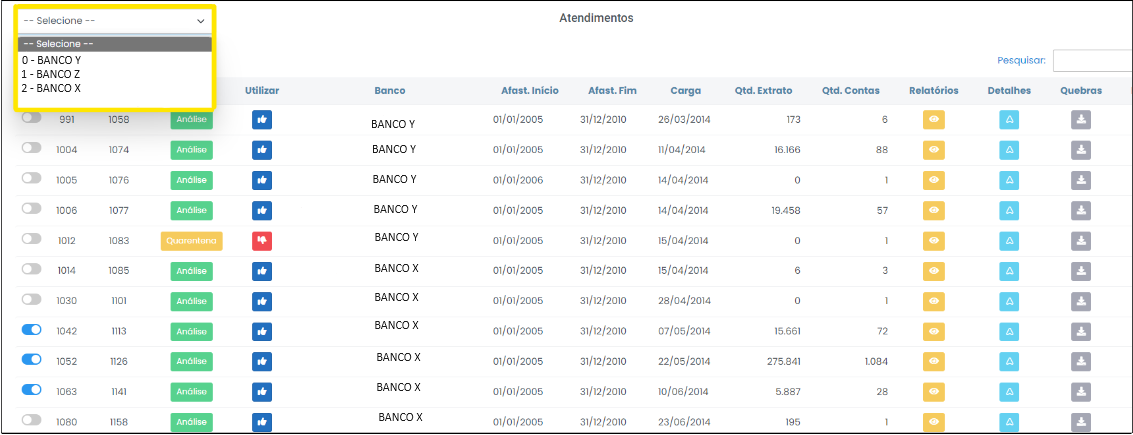 -- Selecione --
Atendimentos
-- Selecione --
0 - BANCO Y
1 - BANCO Z
2 - BANCO X
Pesquisar:
Utilizar Banco Afast. Início Afast. Fim Carga Qtd. Extrato Qtd. Contas Relatórios Detalhes Quebras
991 1058 Análise BANCO Y 01/01/2005 31/12/2010 26/03/2014 173 6
1004 1074 Análise BANCO Y 01/01/2005 31/12/2010 11/04/2014 16.166 88
1005 1076 Análise BANCO Y 01/01/2006 31/12/2010 14/04/2014 0 1
1006 1077 Análise BANCO Y 01/01/2005 31/12/2010 14/04/2014 19.458 57
1012 1083 Quarentena BANCO Y 01/01/2005 31/12/2010 15/04/2014 0 1
1014 1085 Análise BANCO X 01/01/2005 31/12/2010 15/04/2014 6 3
1030 1101 Análise BANCO X 01/01/2005 31/12/2010 28/04/2014 0 1
1042 1113 Análise BANCO X 01/01/2005 31/12/2010 07/05/2014 15.661 72
1052 1126 Análise BANCO X 01/01/2005 31/12/2010 22/05/2014 275.841 1.084
1063 1141 Análise BANCO X 01/01/2005 31/12/2010 10/06/2014 5.887 28
1080 1158 Análise BANCO X 01/01/2005 31/12/2010 23/06/2014 195 1